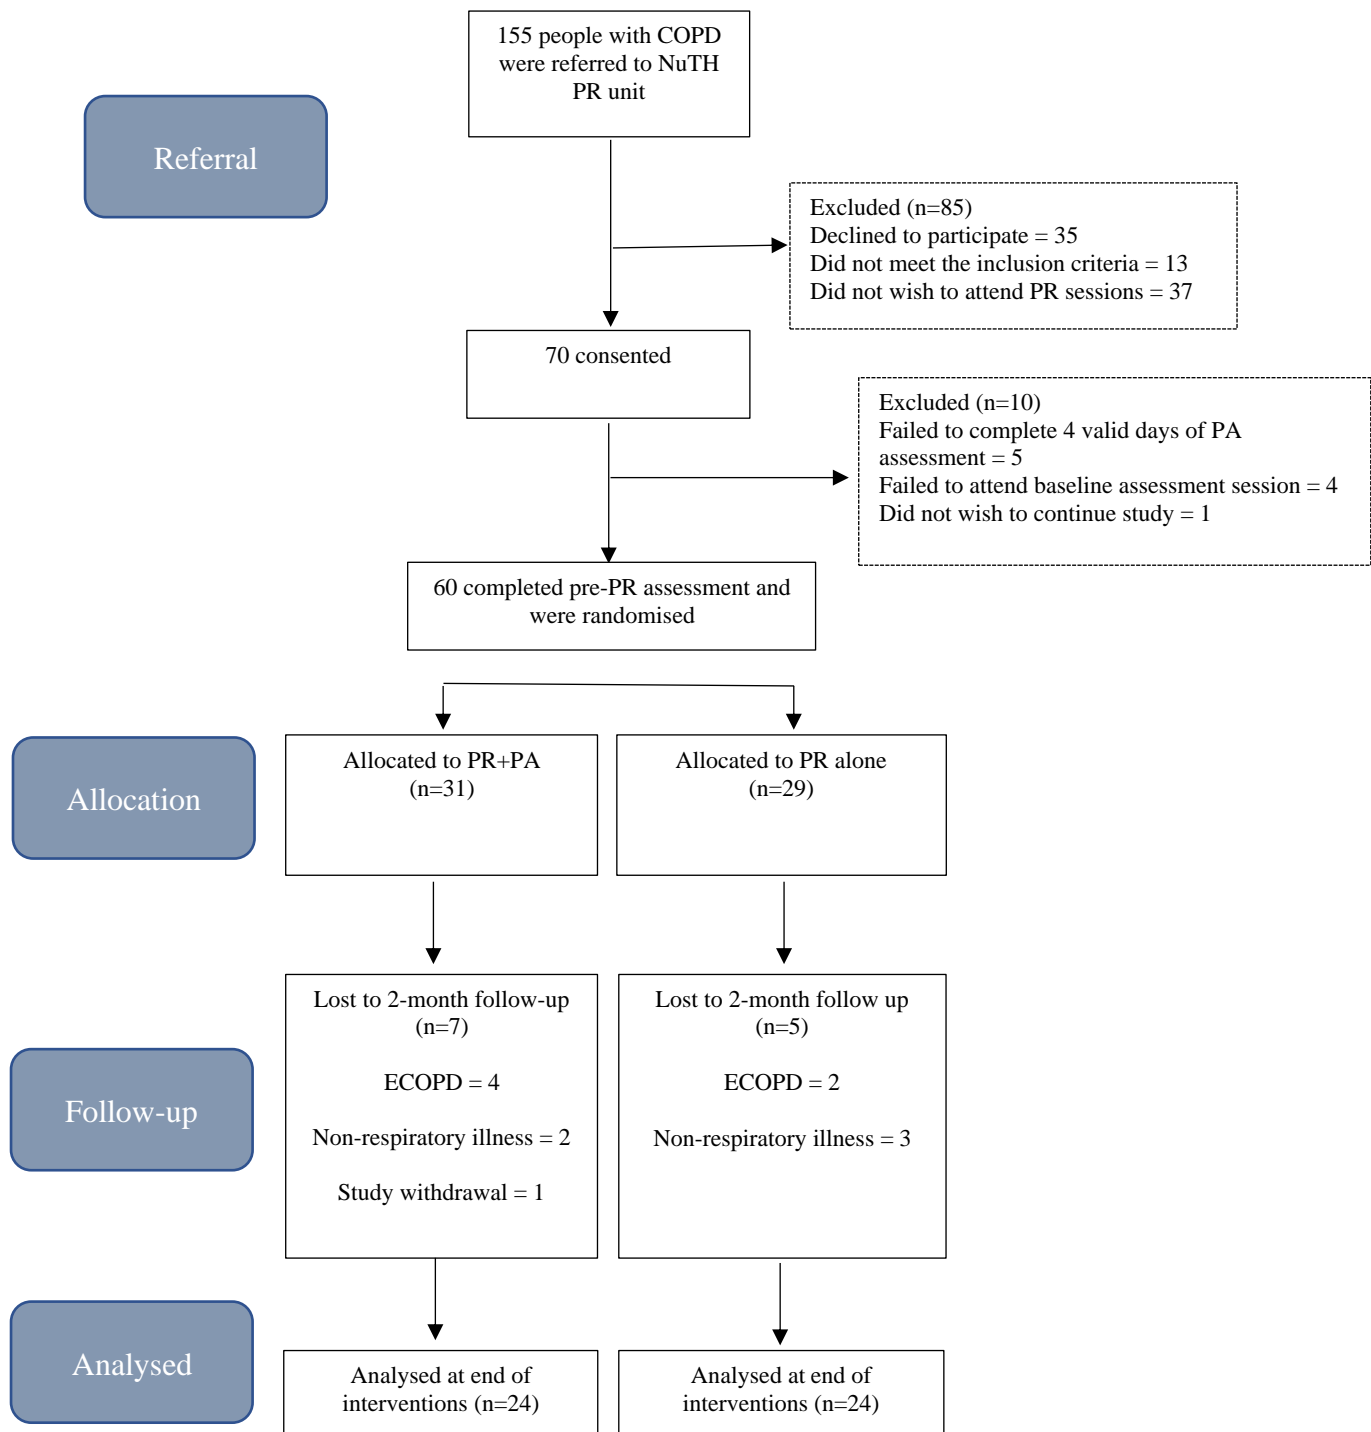 155 people with COPD
were referred to NuTH
PR unit
Referral
Excluded (n=85)
Declined to participate = 35
Did not meet the inclusion criteria = 13
Did not wish to attend PR sessions = 37
70 consented
Excluded (n=10)
Failed to complete 4 valid days of PA
assessment = 5
Failed to attend baseline assessment session = 4
Did not wish to continue study = 1
60 completed pre-PR assessment and
were randomised
Allocation
Allocated to PR+PA
(n=31)
Allocated to PR alone
(n=29)
Follow-up
Lost to 2-month follow-up
(n=7)
ECOPD = 4
Non-respiratory illness = 2
Study withdrawal = 1
Lost to 2-month follow up
(n=5)
ECOPD = 2
Non-respiratory illness = 3
Analysed
Analysed at end of
interventions (n=24)
Analysed at end of
interventions (n=24)